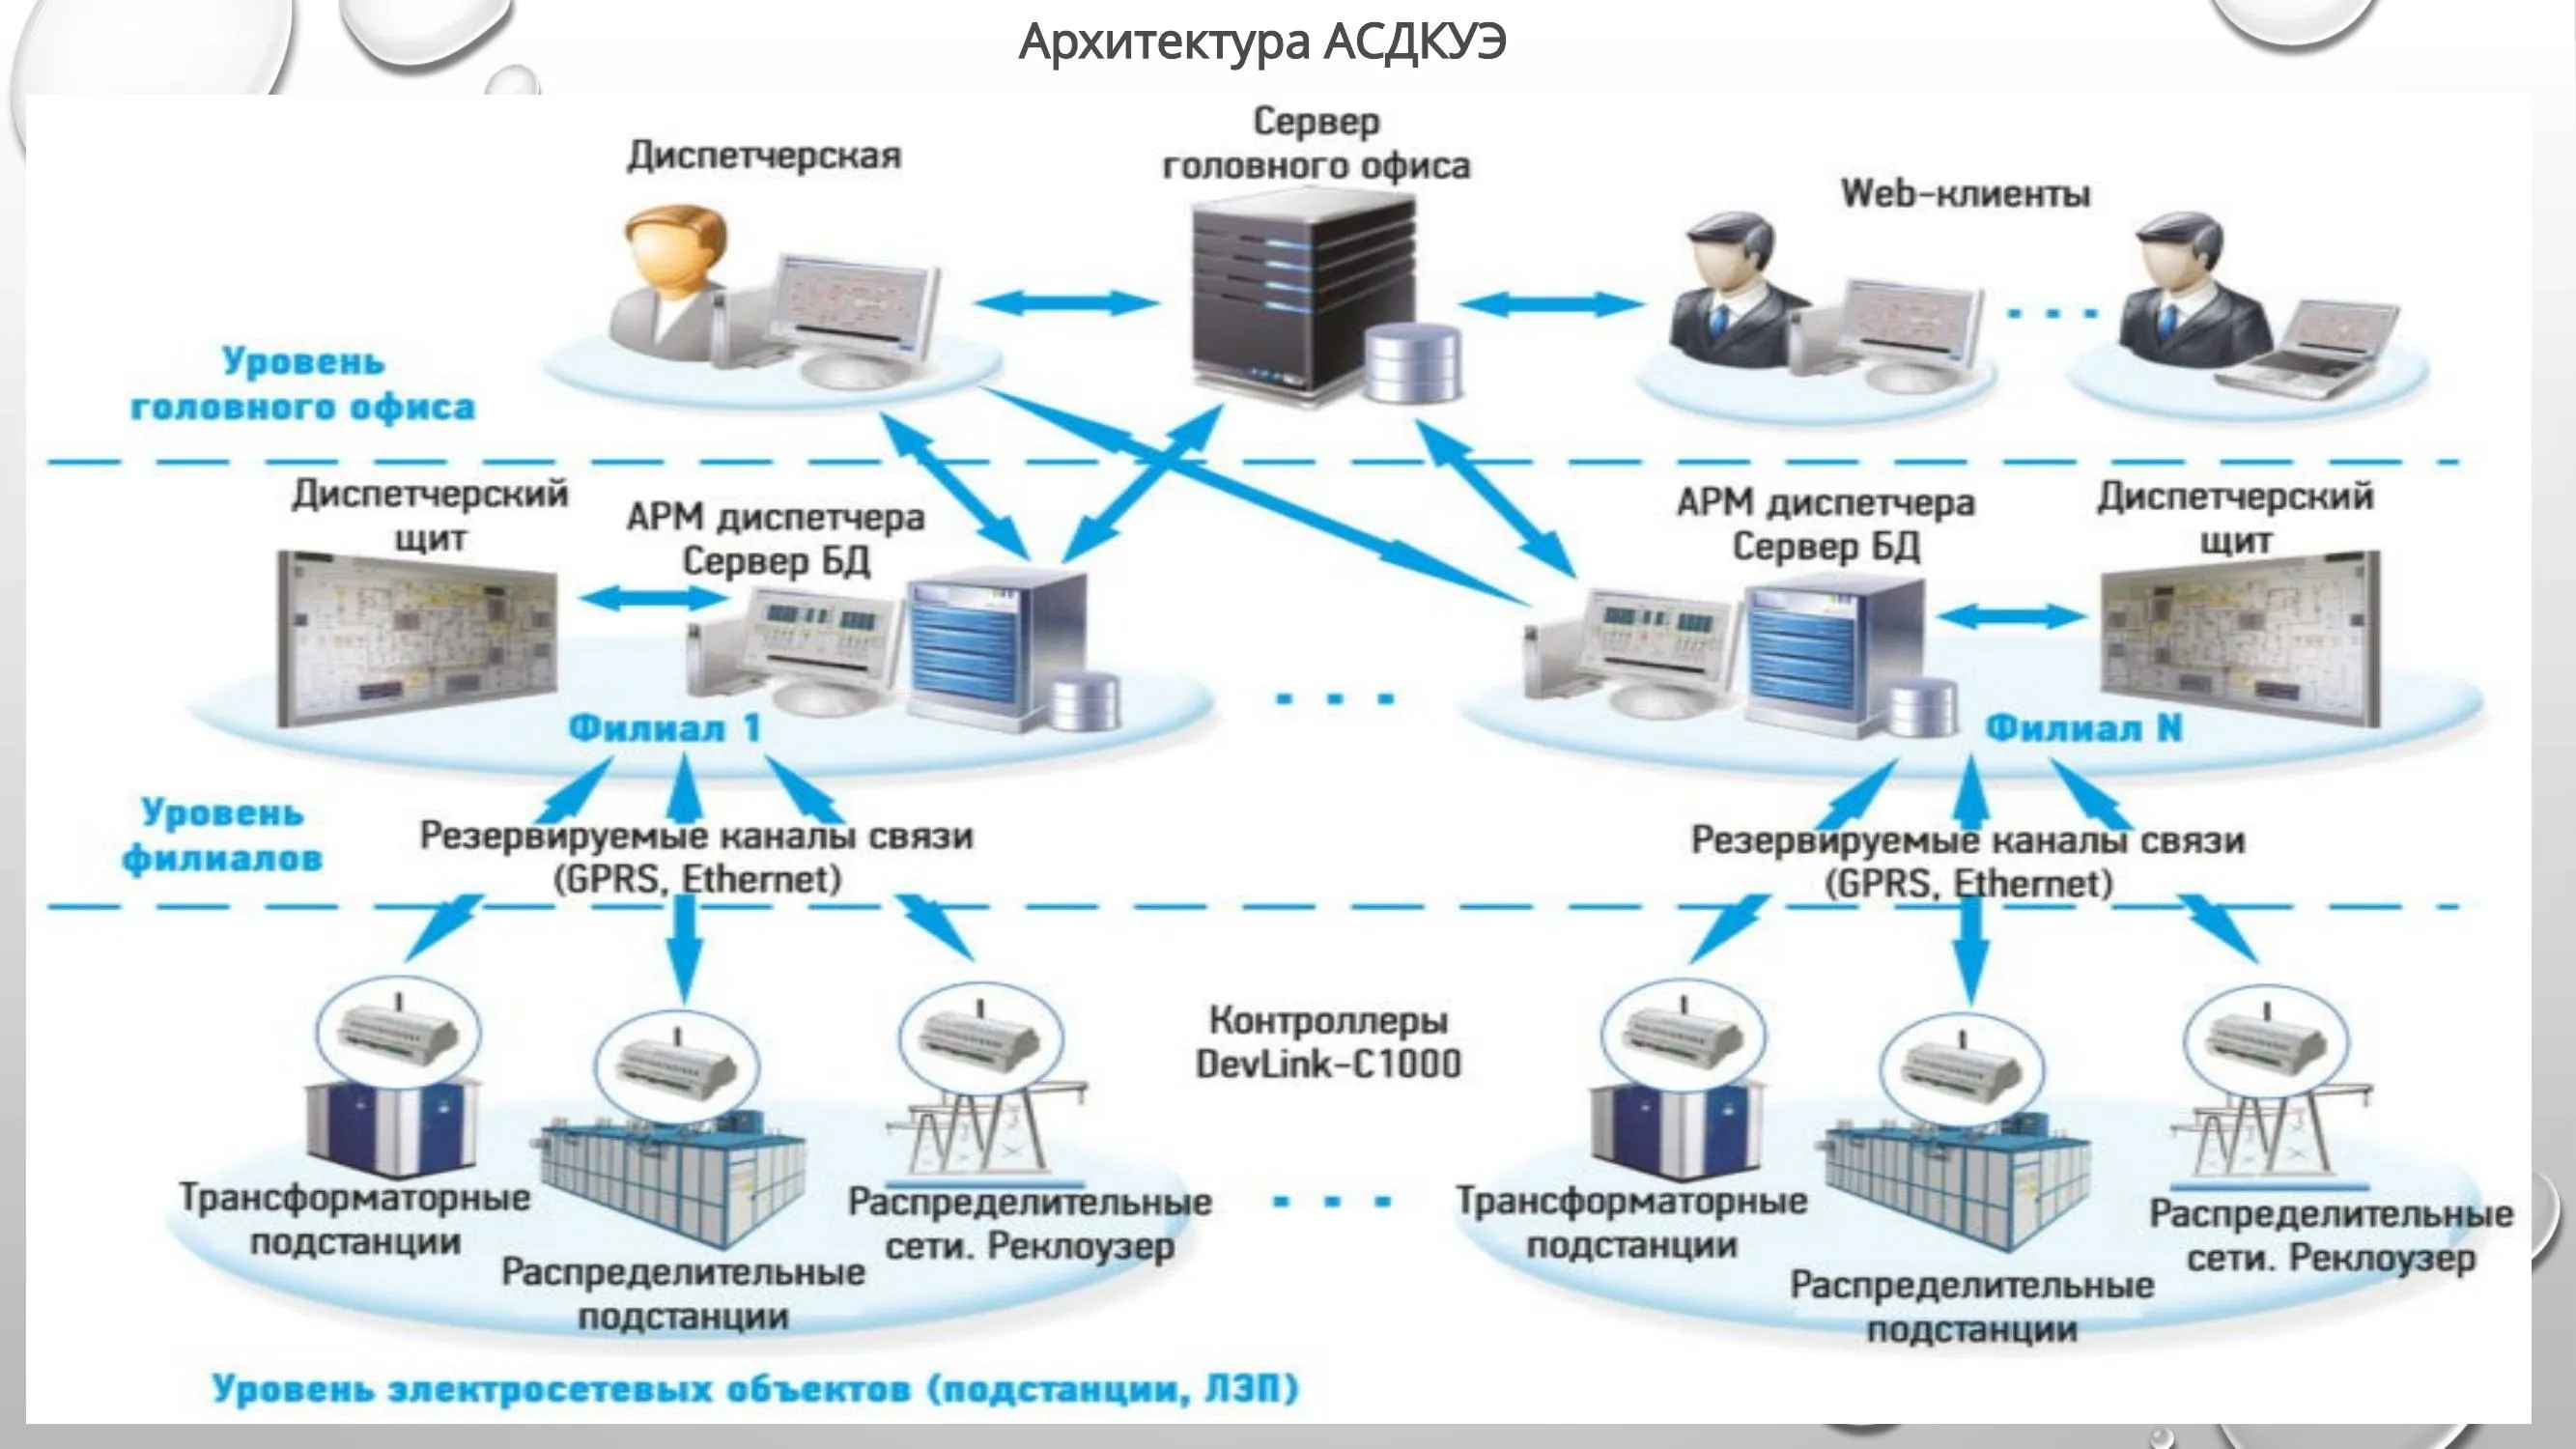 Архитектура АСДКУЭ
Диспетчерская
Сервер
головного офиса
Web-клиенты
Уровень
головного офиса
Диспетчерский
щит
АРМ диспетчера
Сервер БД
АРМ диспетчера
Сервер БД
Диспетчерский
щит
Филиал 1
Филиал N
Уровень
филиалов
Резервируемые каналы связи
(GPRS, Ethernet)
Резервируемые каналы связи
(GPRS, Ethernet)
Контроллеры
DevLink-C1000
Трансформаторные
подстанции
Распределительные
подстанции
Распределительные
сети. Реклоузер
Трансформаторные
подстанции
Распределительные
подстанции
Распределительные
сети. Реклоузер
Уровень электросетевых объектов (подстанции, ЛЭП)